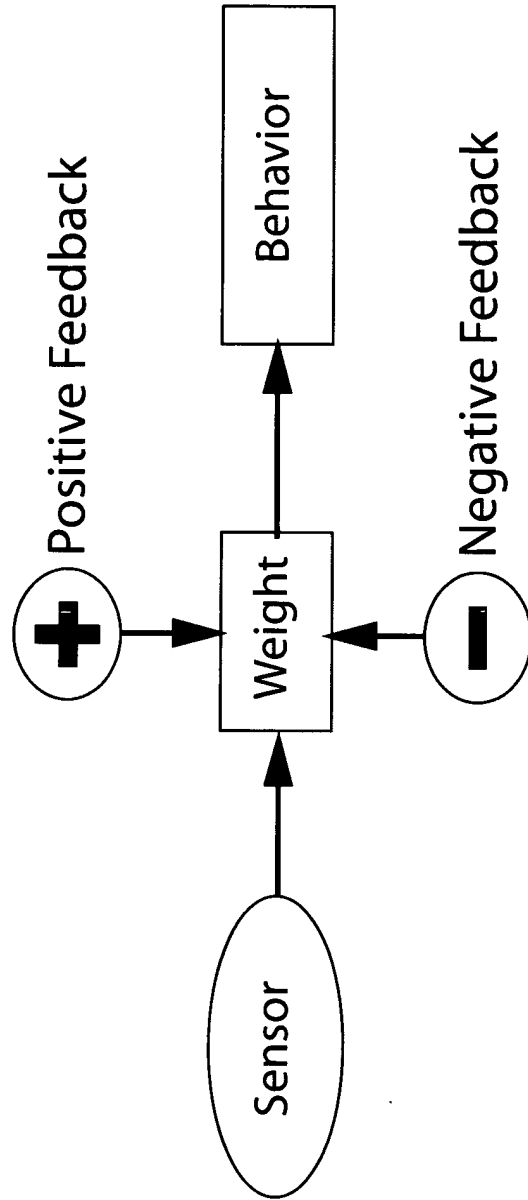 + Positive Feedback
Sensor
Weight
Behavior
− Negative Feedback